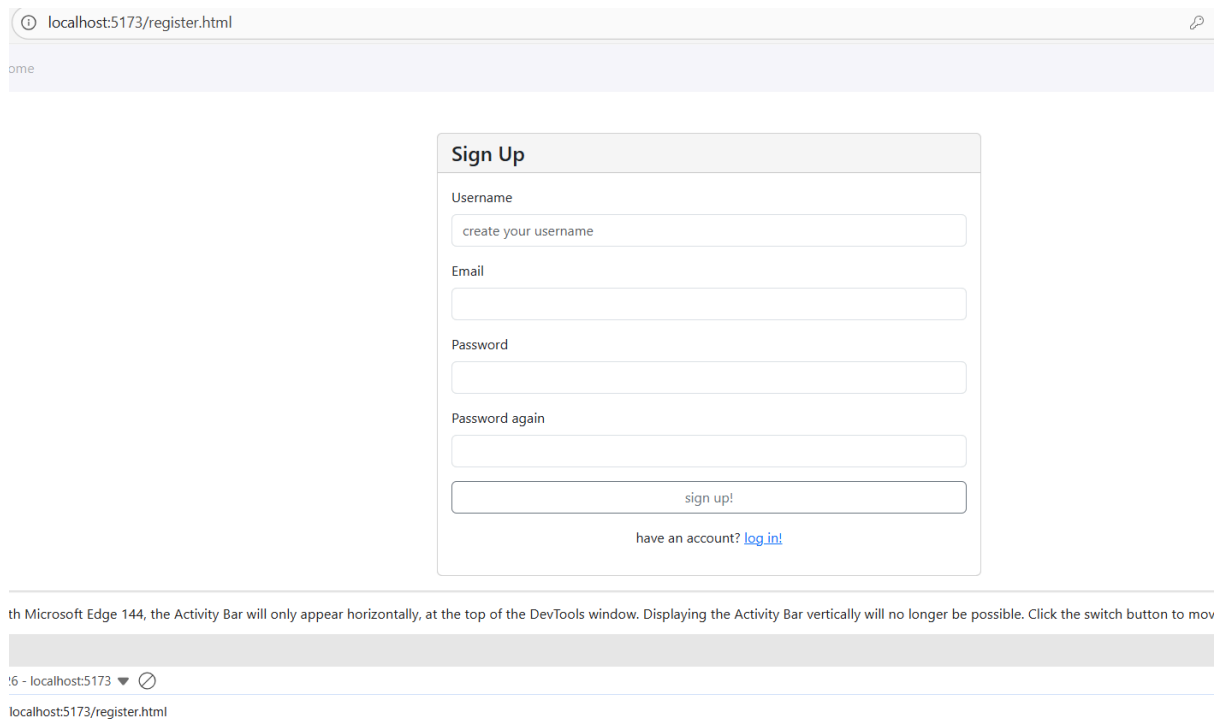 localhost:5173/register.html
ome
Sign Up
Username
create your username
Email
Password
Password again
sign up!
have an account? log in!
th Microsoft Edge 144, the Activity Bar will only appear horizontally, at the top of the DevTools window. Displaying the Activity Bar vertically will no longer be possible. Click the switch button to mov
6 - localhost:5173
localhost:5173/register.html